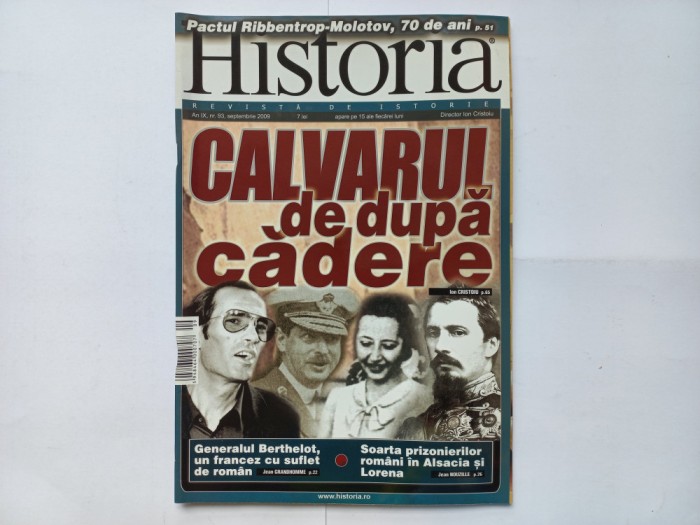 Pactul Ribbentrop-Molotov, 70 de ani p. 51
Historia®
REVISTĂ DE ISTORIE
An IX, nr. 93, septembrie 2009 7 lei apare pe 15 ale fiecărei luni Director Ion Cristoiu
CALVARUL
de după
cădere
Ion CRISTOIU
Generalul Berthelot,
un francez cu suflet
de român Jean GRANDHOMME p.22
Soarta prizonierilor
români în Alsacia și
Lorena Jean NOUZILLE
www.historia.ro